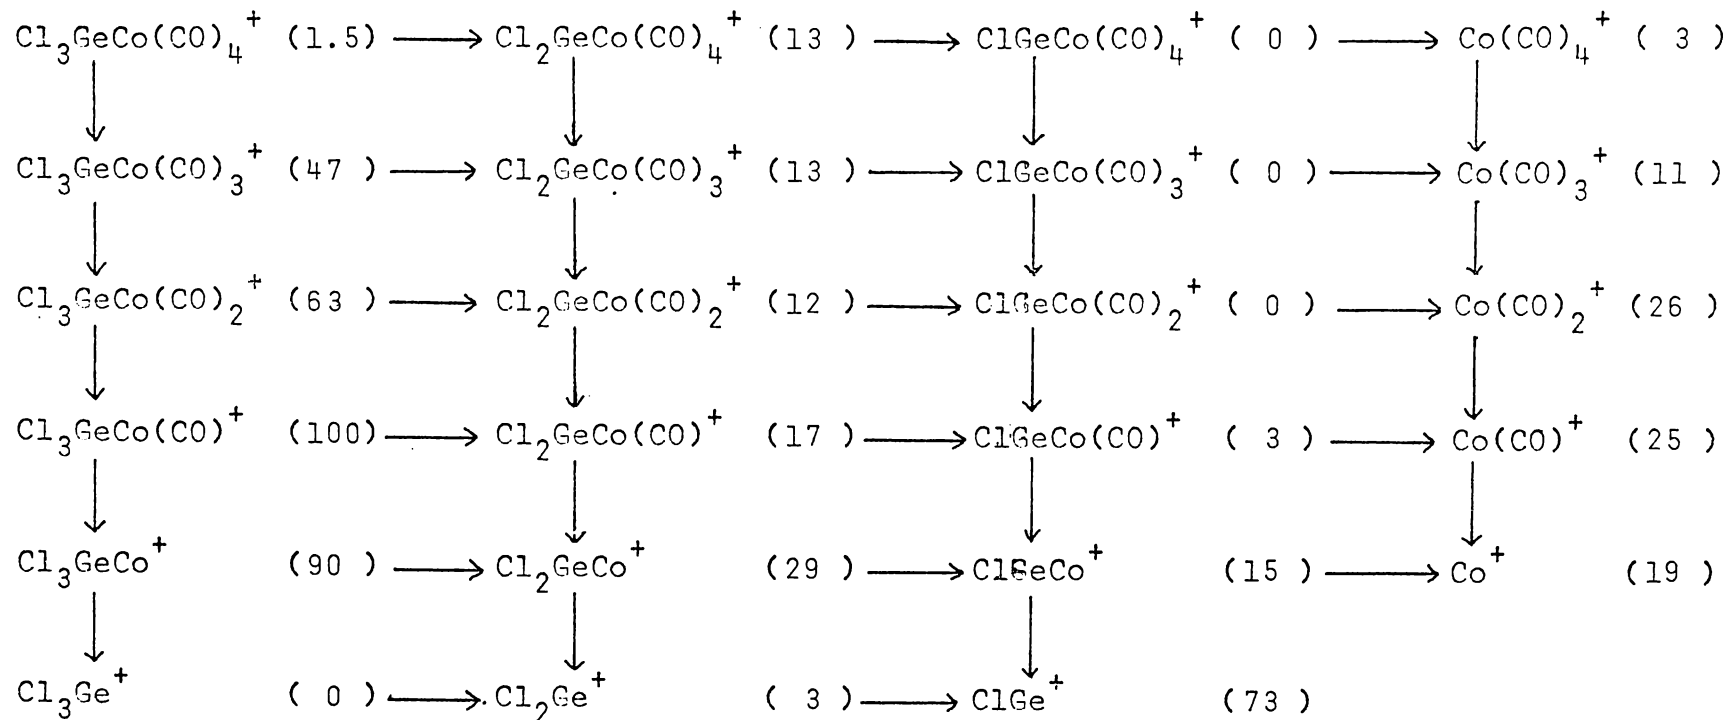 Cl₃GeCo(CO)₄⁺ (1.5) ⟶ Cl₂GeCo(CO)₄⁺ (13 ) ⟶ ClGeCo(CO)₄⁺ ( 0 ) ⟶ Co(CO)₄⁺ ( 3 )
Cl₃GeCo(CO)₃⁺ (47 ) ⟶ Cl₂GeCo(CO)₃⁺ (13 ) ⟶ ClGeCo(CO)₃⁺ ( 0 ) ⟶ Co(CO)₃⁺ (11 )
Cl₃GeCo(CO)₂⁺ (63 ) ⟶ Cl₂GeCo(CO)₂⁺ (12 ) ⟶ ClGeCo(CO)₂⁺ ( 0 ) ⟶ Co(CO)₂⁺ (26 )
Cl₃GeCo(CO)⁺ (100) ⟶ Cl₂GeCo(CO)⁺ (17 ) ⟶ ClGeCo(CO)⁺ ( 3 ) ⟶ Co(CO)⁺ (25 )
Cl₃GeCo⁺ (90 ) ⟶ Cl₂GeCo⁺ (29 ) ⟶ ClGeCo⁺ (15 ) ⟶ Co⁺ (19 )
Cl₃Ge⁺ ( 0 ) ⟶ Cl₂Ge⁺ ( 3 ) ⟶ ClGe⁺ (73 )